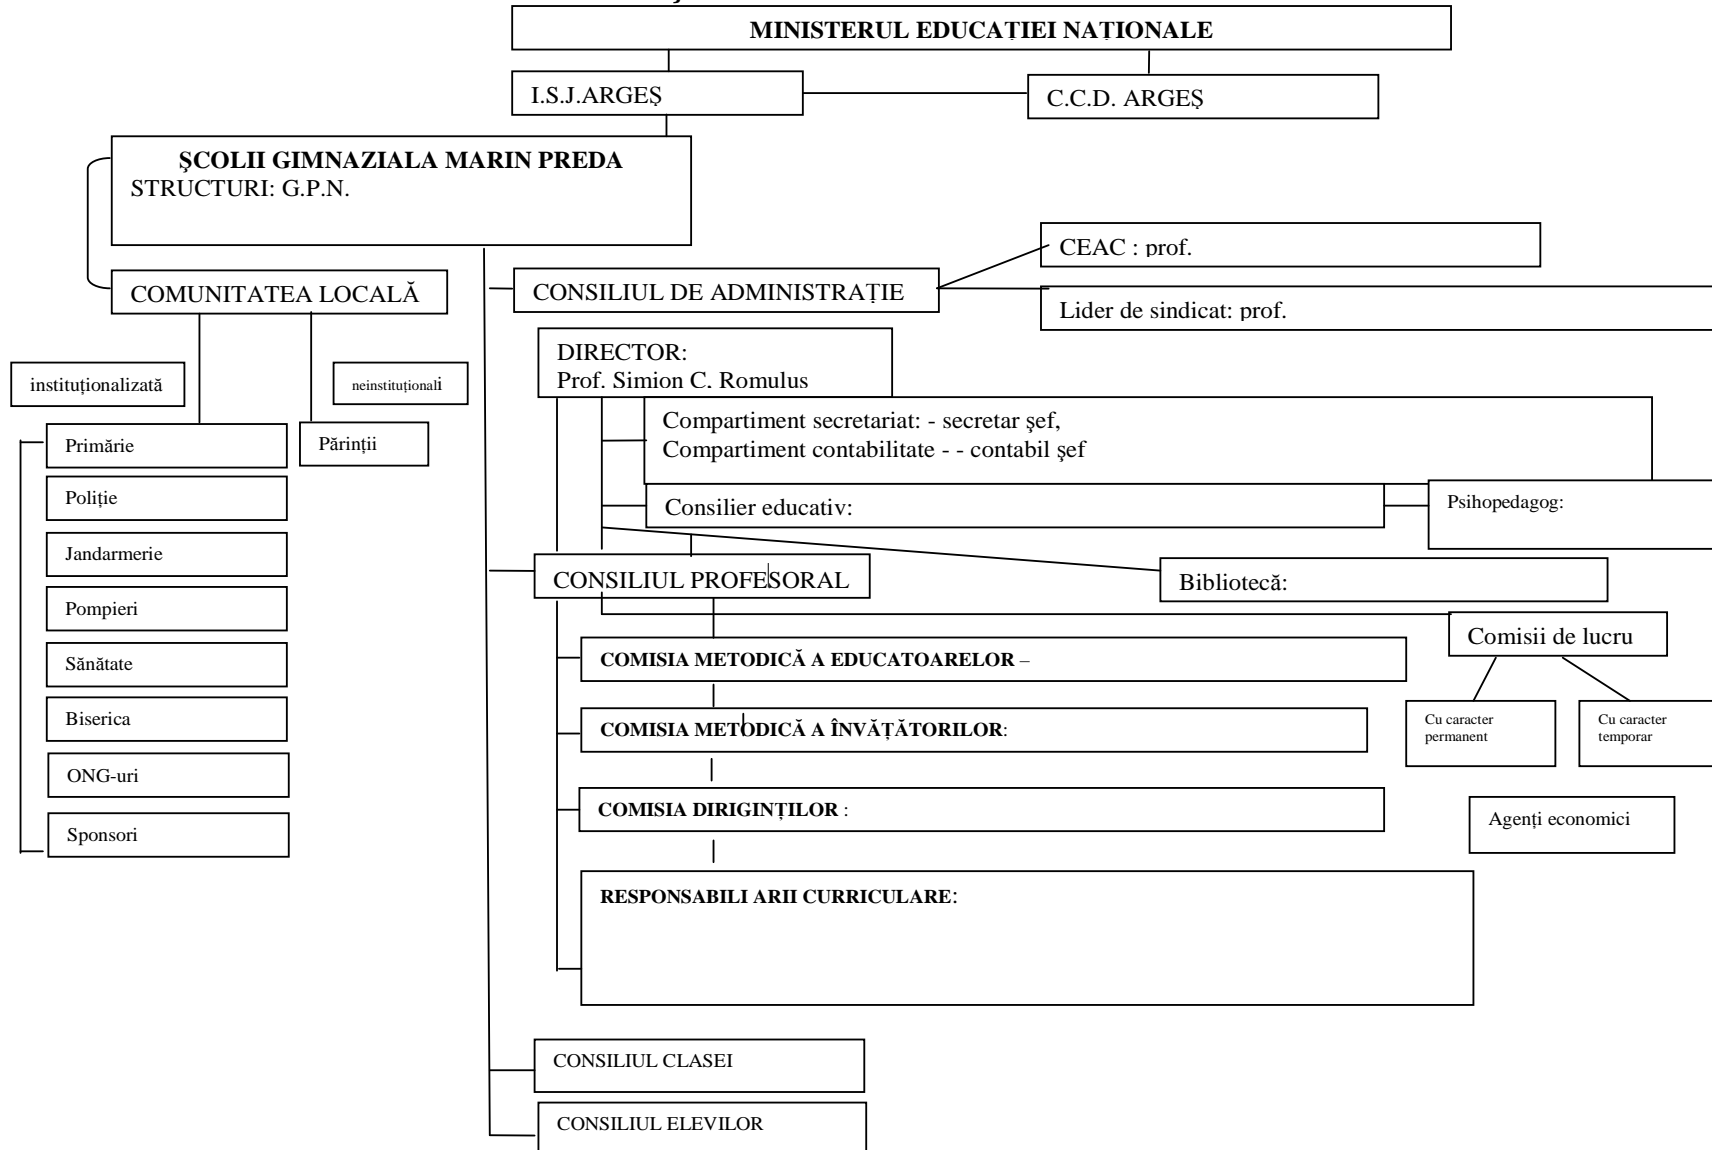 MINISTERUL EDUCAȚIEI NAȚIONALE
I.S.J.ARGEŞ
C.C.D. ARGEŞ
ŞCOLII GIMNAZIALA MARIN PREDA
STRUCTURI: G.P.N.
CEAC : prof.
COMUNITATEA LOCALĂ
CONSILIUL DE ADMINISTRAȚIE
Lider de sindicat: prof.
DIRECTOR:
Prof. Simion C. Romulus
instituționalizată
neinstituționali
Compartiment secretariat: - secretar şef,
Compartiment contabilitate - - contabil şef
Primărie
Părinții
Poliție
Consilier educativ:
Psihopedagog:
Jandarmerie
CONSILIUL PROFESORAL
Bibliotecă:
Pompieri
Comisii de lucru
Sănătate
COMISIA METODICĂ A EDUCATOARELOR –
Biserica
COMISIA METODICĂ A ÎNVĂȚĂTORILOR:
Cu caracter
permanent
Cu caracter
temporar
ONG-uri
COMISIA DIRIGINȚILOR :
Agenți economici
Sponsori
RESPONSABILI ARII CURRICULARE:
CONSILIUL CLASEI
CONSILIUL ELEVILOR